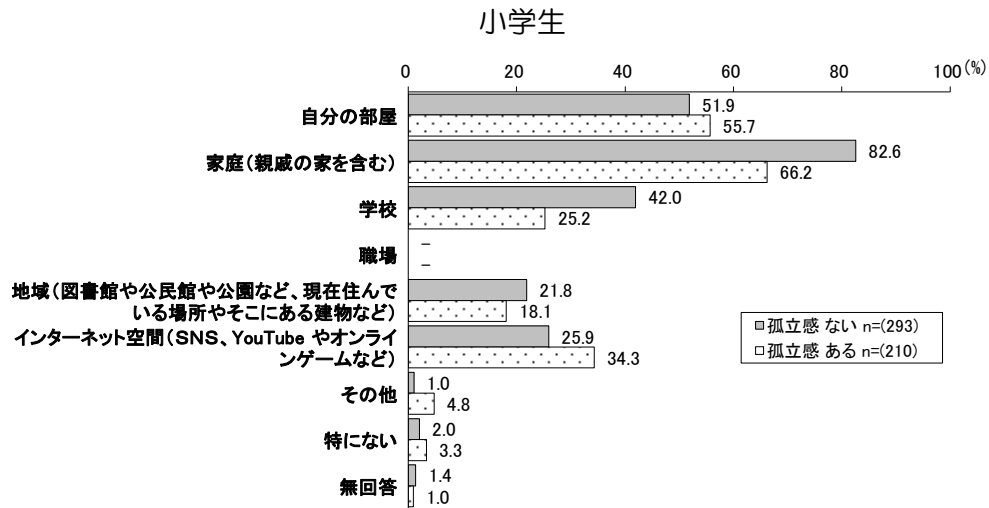 小学生
0 20 40 60 80 100 (%)
自分の部屋
51.9
55.7
家庭(親戚の家を含む)
82.6
66.2
学校
42.0
25.2
職場
-
-
地域(図書館や公民館や公園など、現在住んで
いる場所やそこにある建物など)
21.8
18.1
インターネット空間(SNS、YouTube やオンライ
ンゲームなど)
25.9
34.3
その他
1.0
4.8
特にない
2.0
3.3
無回答
1.4
1.0
孤立感 ない n=(293)
孤立感 ある n=(210)